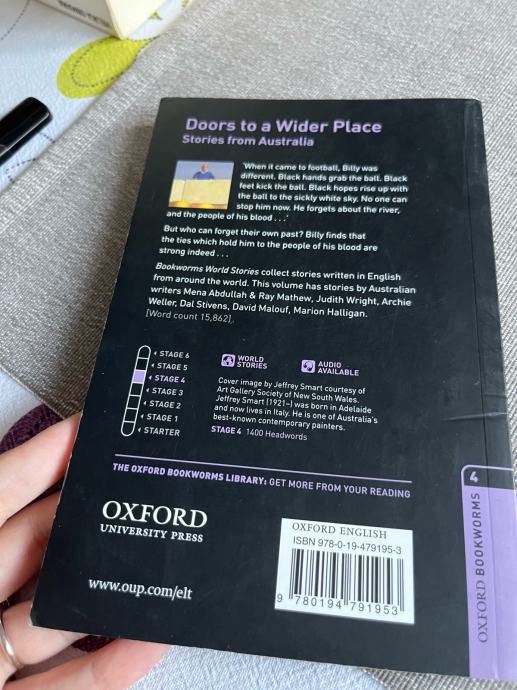 Doors to a Wider Place
Stories from Australia
'When it came to football, Billy was
different. Black hands grab the ball. Black
feet kick the ball. Black hopes rise up with
the ball to the sickly white sky. No one can
stop him now. He forgets about the river,
and the people of his blood . . .'
But who can forget their own past? Billy finds that
the ties which hold him to the people of his blood are
strong indeed . . .
Bookworms World Stories collect stories written in English
from around the world. This volume has stories by Australian
writers Mena Abdullah & Ray Mathew, Judith Wright, Archie
Weller, Dal Stivens, David Malouf, Marion Halligan.
[Word count 15,862]
STAGE 6
STAGE 5
STAGE 4
STAGE 3
STAGE 2
STAGE 1
STARTER
WORLD
STORIES
AUDIO
AVAILABLE
Cover image by Jeffrey Smart courtesy of
Art Gallery Society of New South Wales.
Jeffrey Smart (1921–) was born in Adelaide
and now lives in Italy. He is one of Australia's
best-known contemporary painters.
STAGE 4 1400 Headwords
THE OXFORD BOOKWORMS LIBRARY: GET MORE FROM YOUR READING
OXFORD
UNIVERSITY PRESS
www.oup.com/elt
OXFORD ENGLISH
ISBN 978-0-19-479195-3
9 780194 791953
4
OXFORD BOOKWORMS